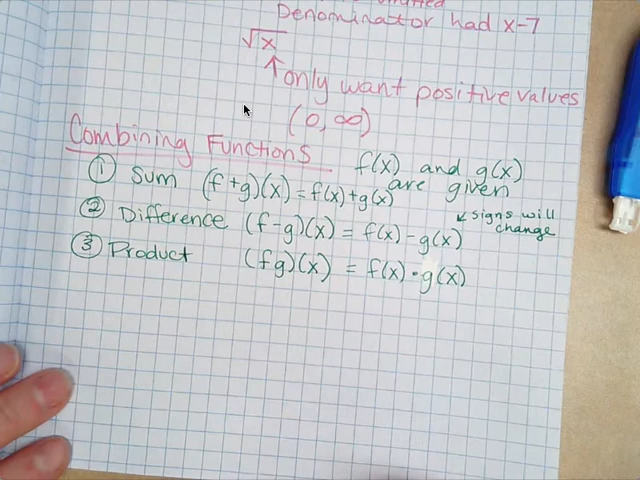 Denominator had x-7
√x
↑ only want positive values
(0, ∞)
Combining Functions
f(x) and g(x)
are given
① Sum (f+g)(x) = f(x)+g(x)
② Difference (f-g)(x) = f(x)-g(x)
↙ signs will
change
③ Product (fg)(x) = f(x)•g(x)